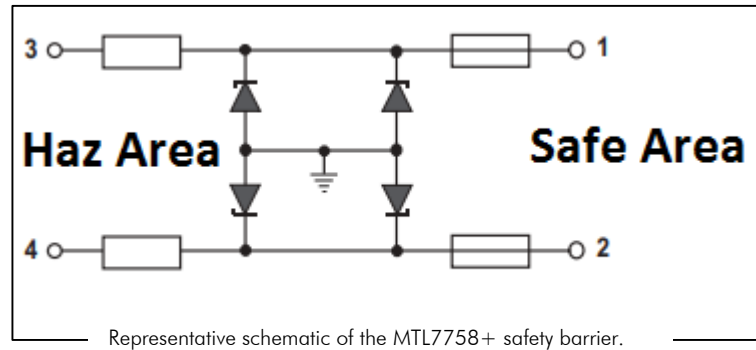 3
1
Haz Area
Safe Area
4
2
Representative schematic of the MTL7758+ safety barrier.